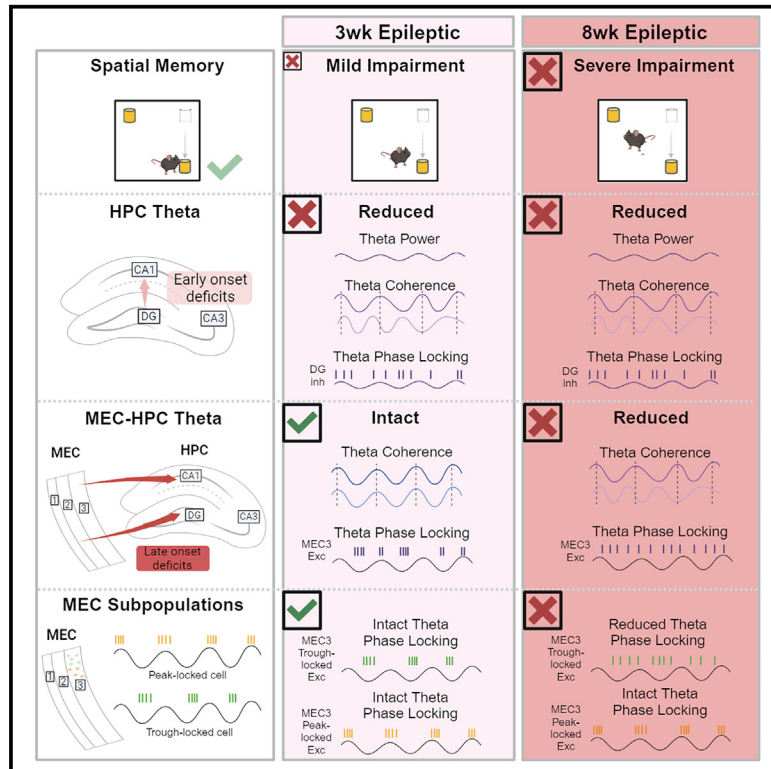 3wk Epileptic
8wk Epileptic
Spatial Memory
Mild Impairment
Severe Impairment
HPC Theta
CA1
Early onset
deficits
DG
CA3
Reduced
Theta Power
Theta Coherence
Theta Phase Locking
DG
inh
Reduced
Theta Power
Theta Coherence
Theta Phase Locking
DG
inh
MEC-HPC Theta
MEC
HPC
1
2
3
CA1
DG
CA3
Late onset
deficits
Intact
Theta Coherence
Theta Phase Locking
MEC3
Exc
Reduced
Theta Coherence
Theta Phase Locking
MEC3
Exc
MEC Subpopulations
MEC
1
2
3
Peak-locked cell
Trough-locked cell
Intact Theta
Phase Locking
MEC3
Trough-
locked
Exc
Intact Theta
Phase Locking
MEC3
Peak-
locked
Exc
Reduced Theta
Phase Locking
MEC3
Trough-
locked
Exc
Intact Theta
Phase Locking
MEC3
Peak-
locked
Exc